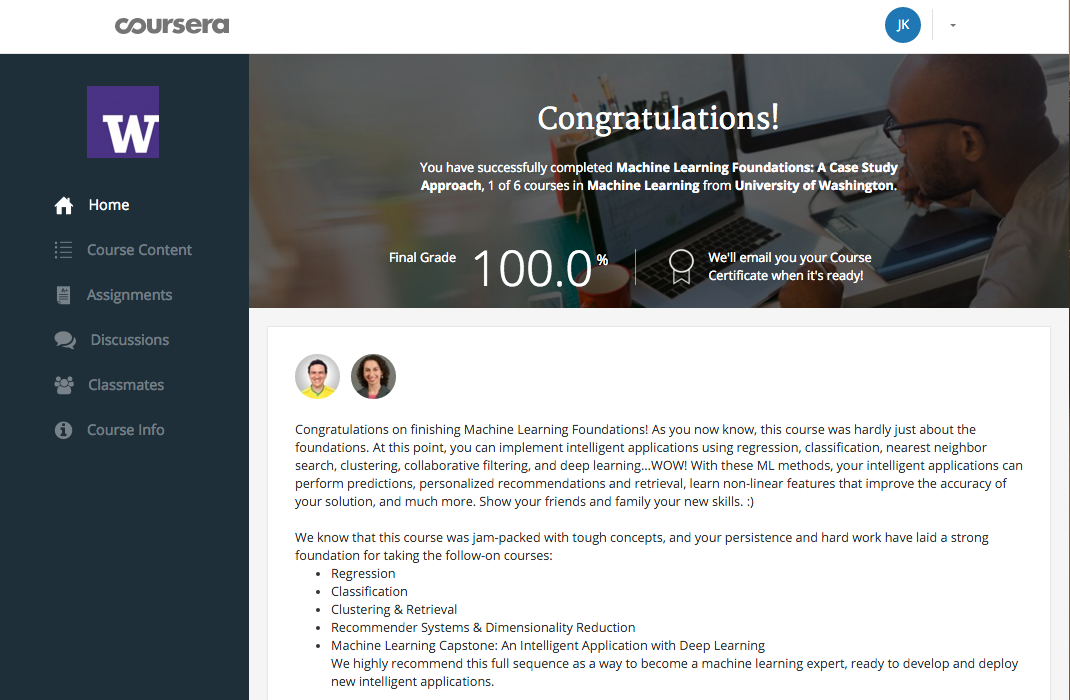 coursera
JK
W
Home
Course Content
Assignments
Discussions
Classmates
Course Info
Congratulations!
You have successfully completed Machine Learning Foundations: A Case Study
Approach, 1 of 6 courses in Machine Learning from University of Washington.
Final Grade
100.0%
We'll email you your Course
Certificate when it's ready!
Congratulations on finishing Machine Learning Foundations! As you now know, this course was hardly just about the
foundations. At this point, you can implement intelligent applications using regression, classification, nearest neighbor
search, clustering, collaborative filtering, and deep learning...WOW! With these ML methods, your intelligent applications can
perform predictions, personalized recommendations and retrieval, learn non-linear features that improve the accuracy of
your solution, and much more. Show your friends and family your new skills. :)
We know that this course was jam-packed with tough concepts, and your persistence and hard work have laid a strong
foundation for taking the follow-on courses:
• Regression
• Classification
• Clustering & Retrieval
• Recommender Systems & Dimensionality Reduction
• Machine Learning Capstone: An Intelligent Application with Deep Learning
We highly recommend this full sequence as a way to become a machine learning expert, ready to develop and deploy
new intelligent applications.